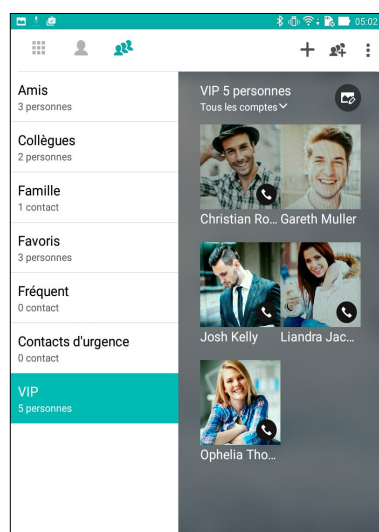 05:02
Amis
3 personnes
Collègues
2 personnes
Famille
1 contact
Favoris
3 personnes
Fréquent
0 contact
Contacts d'urgence
0 contact
VIP
5 personnes
VIP 5 personnes
Tous les comptes
Christian Ro... Gareth Muller
Josh Kelly Liandra Jac...
Ophelia Tho...